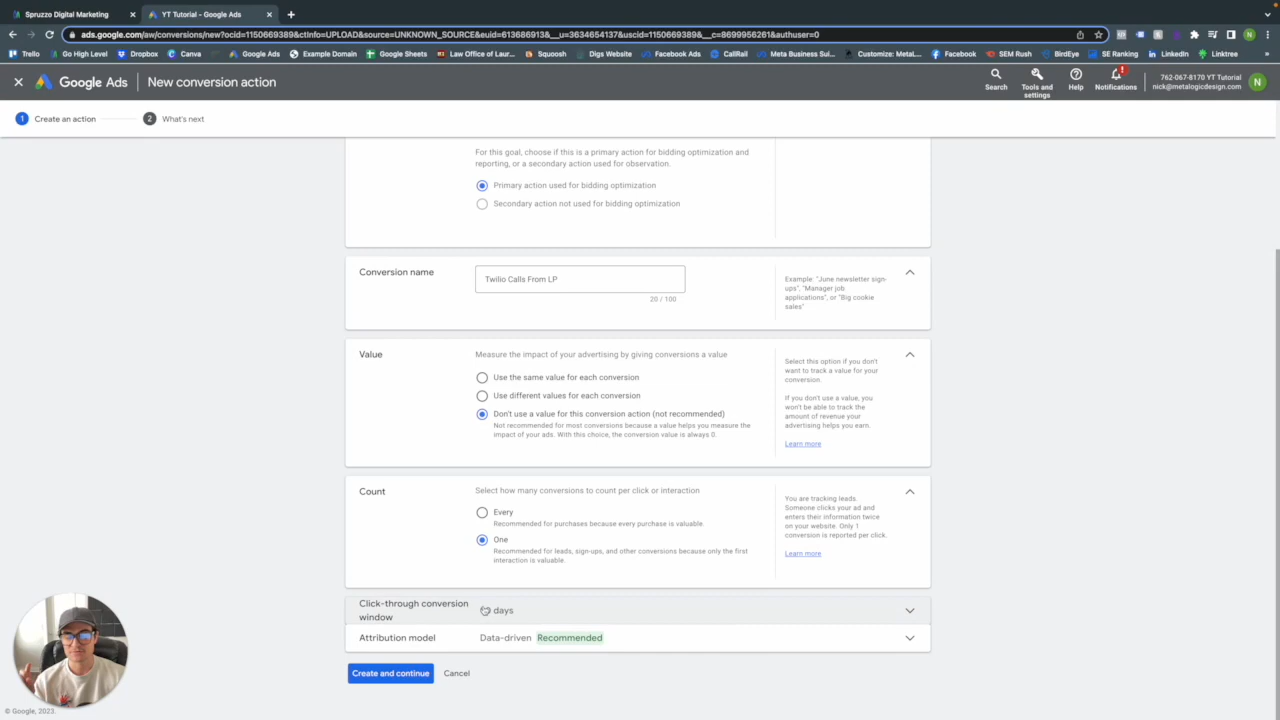 Spruzzo Digital Marketing
YT Tutorial - Google Ads
ads.google.com/aw/conversions/new?ocid=1150669389&ctInfo=UPLOAD&source=UNKNOWN_SOURCE&euid=613686913&__u=3634654137&uscid=1150669389&__c=8699956261&authuser=0
Trello
Go High Level
Dropbox
Canva
Google Ads
Example Domain
Google Sheets
Law Office of Laur...
Squoosh
Digs Website
Facebook Ads
CallRail
Meta Business Sui...
Customize: MetaL...
Facebook
SEM Rush
BirdEye
SE Ranking
LinkedIn
Linktree
Google Ads
New conversion action
Search
Tools and
settings
Help
Notifications
762-067-8170 YT Tutorial
nick@metalogicdesign.com
N
1 Create an action
2 What's next
For this goal, choose if this is a primary action for bidding optimization and
reporting, or a secondary action used for observation.
Primary action used for bidding optimization
Secondary action not used for bidding optimization
Conversion name
Twilio Calls From LP
20 / 100
Example: "June newsletter sign-
ups", "Manager job
applications", or "Big cookie
sales"
Value
Measure the impact of your advertising by giving conversions a value
Use the same value for each conversion
Use different values for each conversion
Don't use a value for this conversion action (not recommended)
Not recommended for most conversions because a value helps you measure the
impact of your ads. With this choice, the conversion value is always 0.
Select this option if you don't
want to track a value for your
conversion.
If you don't use a value, you
won't be able to track the
amount of revenue your
advertising helps you earn.
Learn more
Count
Select how many conversions to count per click or interaction
Every
Recommended for purchases because every purchase is valuable.
One
Recommended for leads, sign-ups, and other conversions because only the first
interaction is valuable.
You are tracking leads.
Someone clicks your ad and
enters their information twice
on your website. Only 1
conversion is reported per click.
Learn more
Click-through conversion
window
days
Attribution model
Data-driven Recommended
Create and continue
Cancel
© Google, 2023.